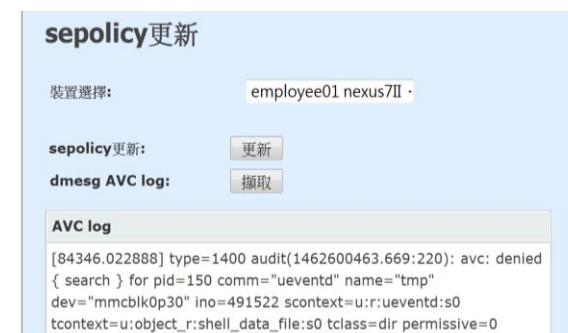 sepolicy更新
裝置選擇: employee01 nexus7II
sepolicy更新: 更新
dmesg AVC log: 擷取
AVC log
[84346.022888] type=1400 audit(1462600463.669:220): avc: denied
{ search } for pid=150 comm="ueventd" name="tmp"
dev="mmcblk0p30" ino=491522 scontext=u:r:ueventd:s0
tcontext=u:object_r:shell_data_file:s0 tclass=dir permissive=0